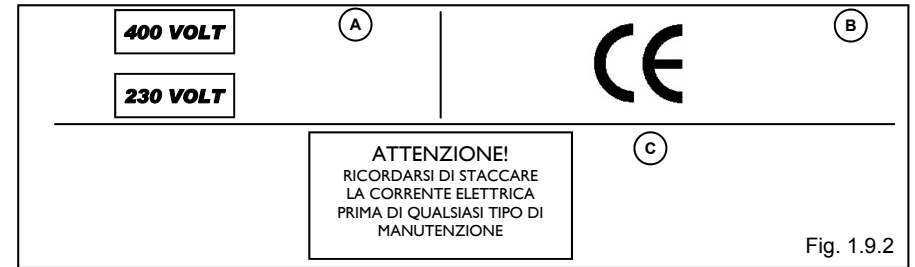 400 VOLT
A
B
CE
230 VOLT
C
ATTENZIONE!
RICORDARSI DI STACCARE
LA CORRENTE ELETTRICA
PRIMA DI QUALSIASI TIPO DI
MANUTENZIONE
Fig. 1.9.2